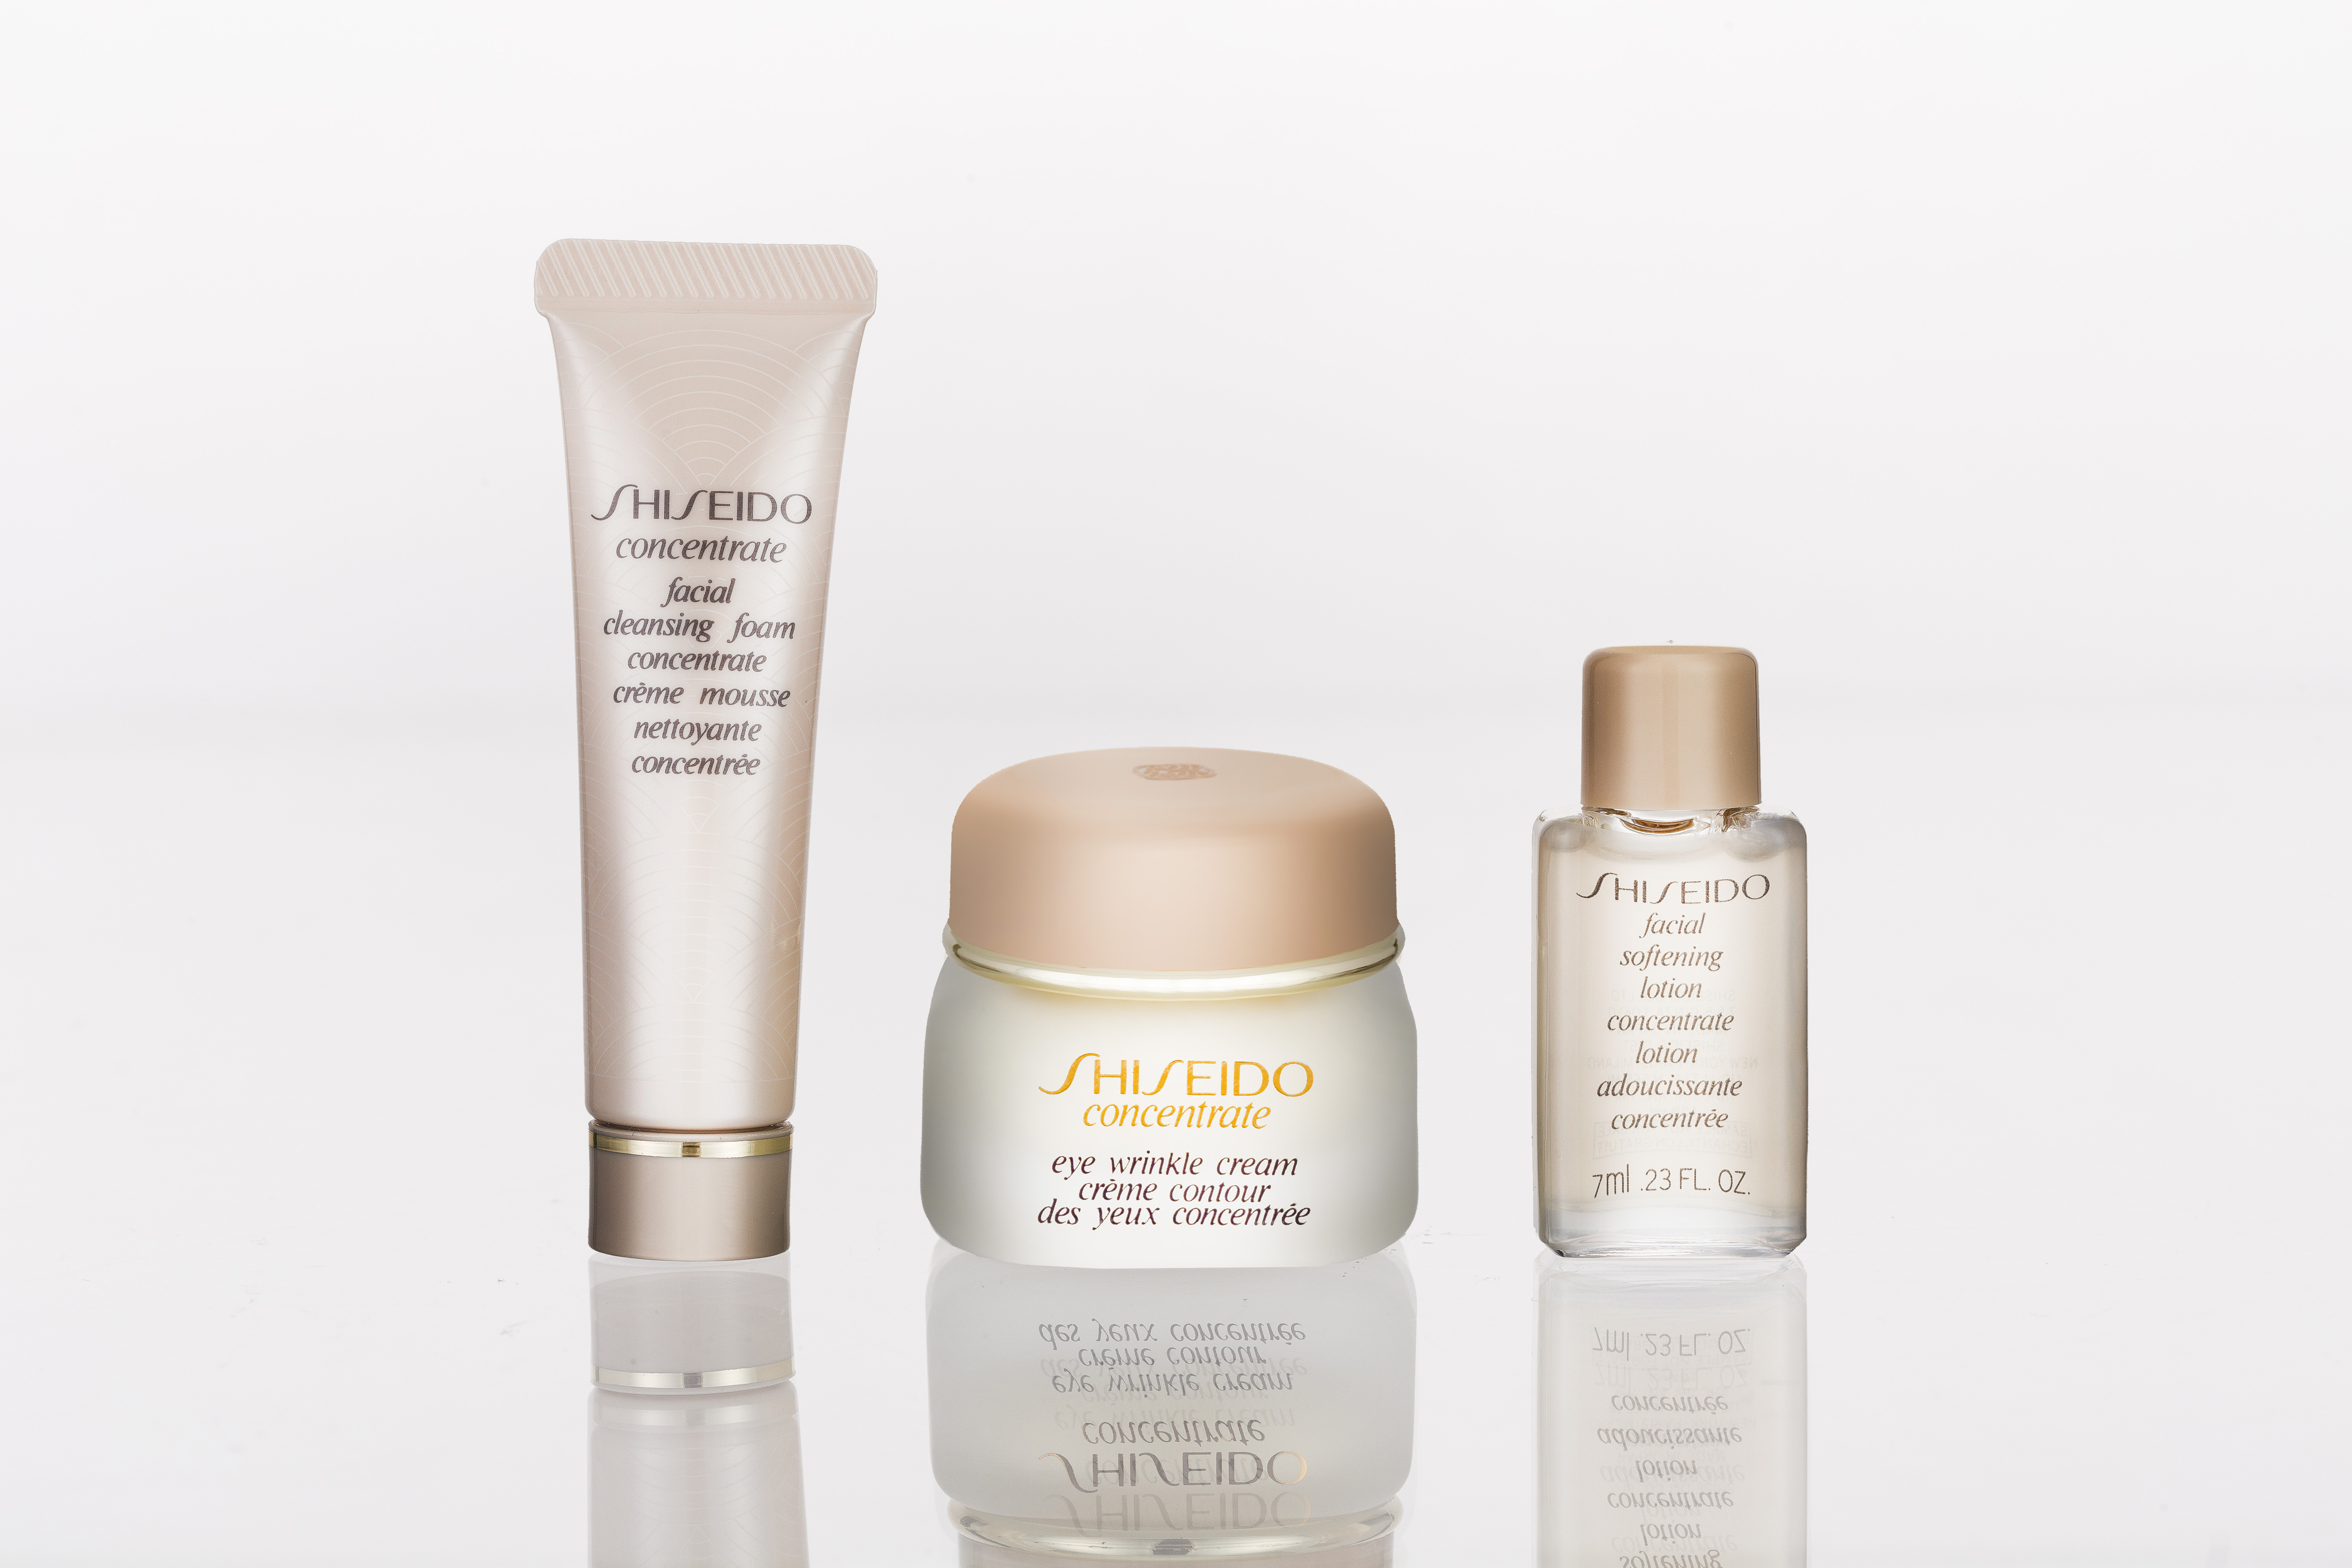 SHISEIDO
concentrate
facial
cleansing foam
concentrate
crème mousse
nettoyante
concentrée
SHISEIDO
concentrate
eye wrinkle cream
crème contour
des yeux concentrée
SHISEIDO
facial
softening
lotion
concentrate
lotion
adoucissante
concentrée
7ml .23 FL. OZ.